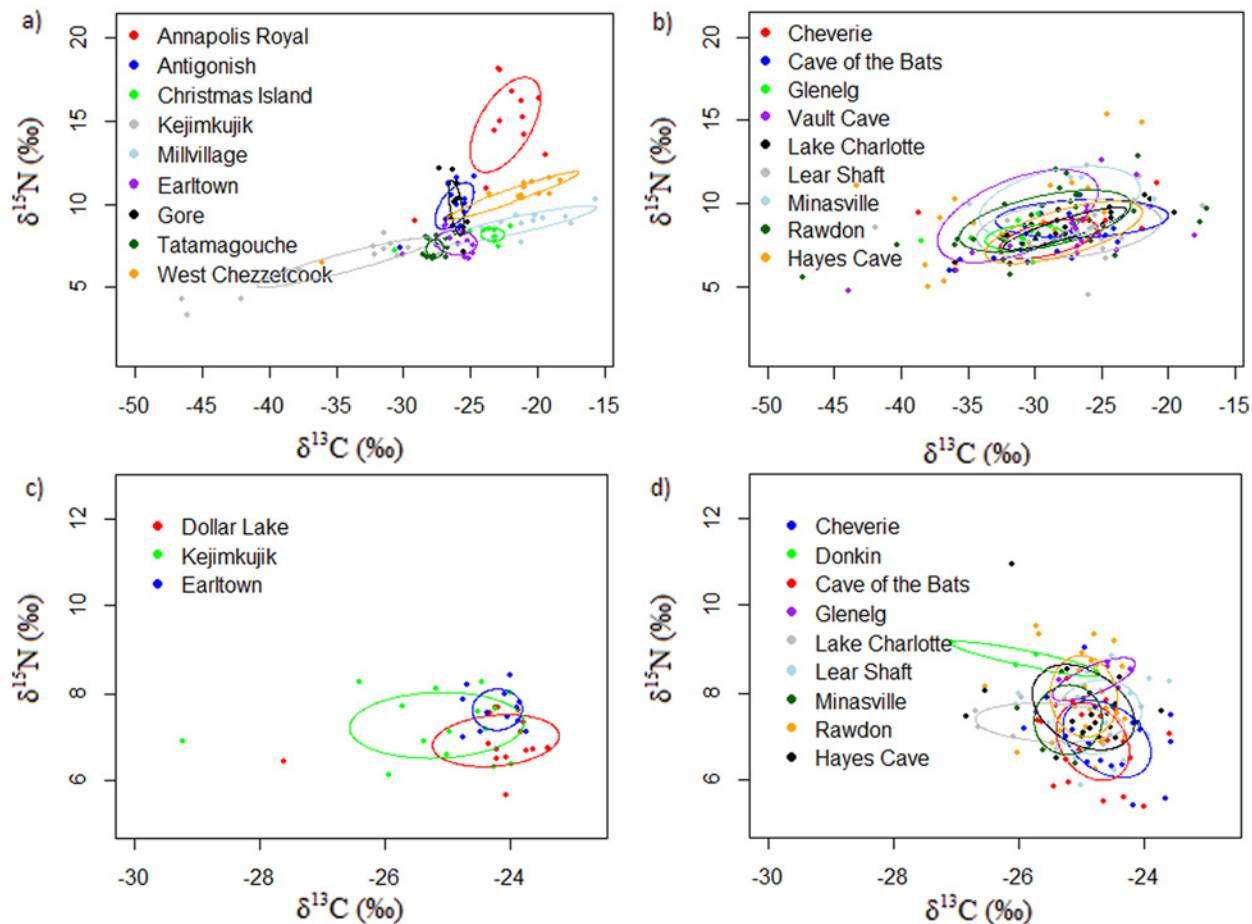 a)
δ15N (‰)
20
15
10
5
Annapolis Royal
Antigonish
Christmas Island
Kejimkujik
Millvillage
Earltown
Gore
Tatamagouche
West Chezzetcook
-50 -45 -40 -35 -30 -25 -20 -15
δ13C (‰)
b)
δ15N (‰)
20
15
10
5
Cheverie
Cave of the Bats
Glenelg
Vault Cave
Lake Charlotte
Lear Shaft
Minasville
Rawdon
Hayes Cave
-50 -45 -40 -35 -30 -25 -20 -15
δ13C (‰)
c)
δ15N (‰)
12
10
8
6
Dollar Lake
Kejimkujik
Earltown
-30 -28 -26 -24
δ13C (‰)
d)
δ15N (‰)
12
10
8
6
Cheverie
Donkin
Cave of the Bats
Glenelg
Lake Charlotte
Lear Shaft
Minasville
Rawdon
Hayes Cave
-30 -28 -26 -24
δ13C (‰)